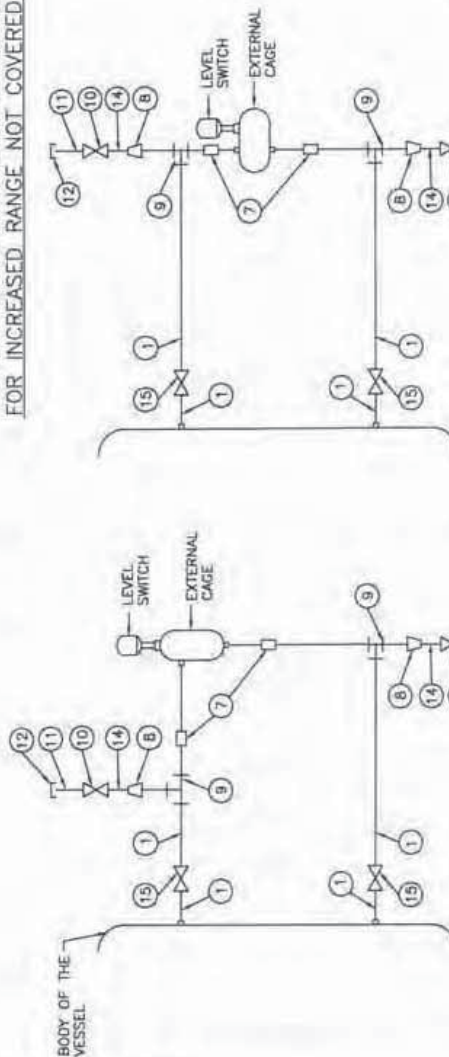 FOR INCREASED RANGE NOT COVERED
BODY OF THE
VESSEL
12
11
10
14
8
LEVEL
SWITCH
EXTERNAL
CAGE
1
15
1
9
7
1
15
1
9
8
14
12
11
10
14
8
LEVEL
SWITCH
EXTERNAL
CAGE
9
7
1
15
1
1
15
1
9
8
14